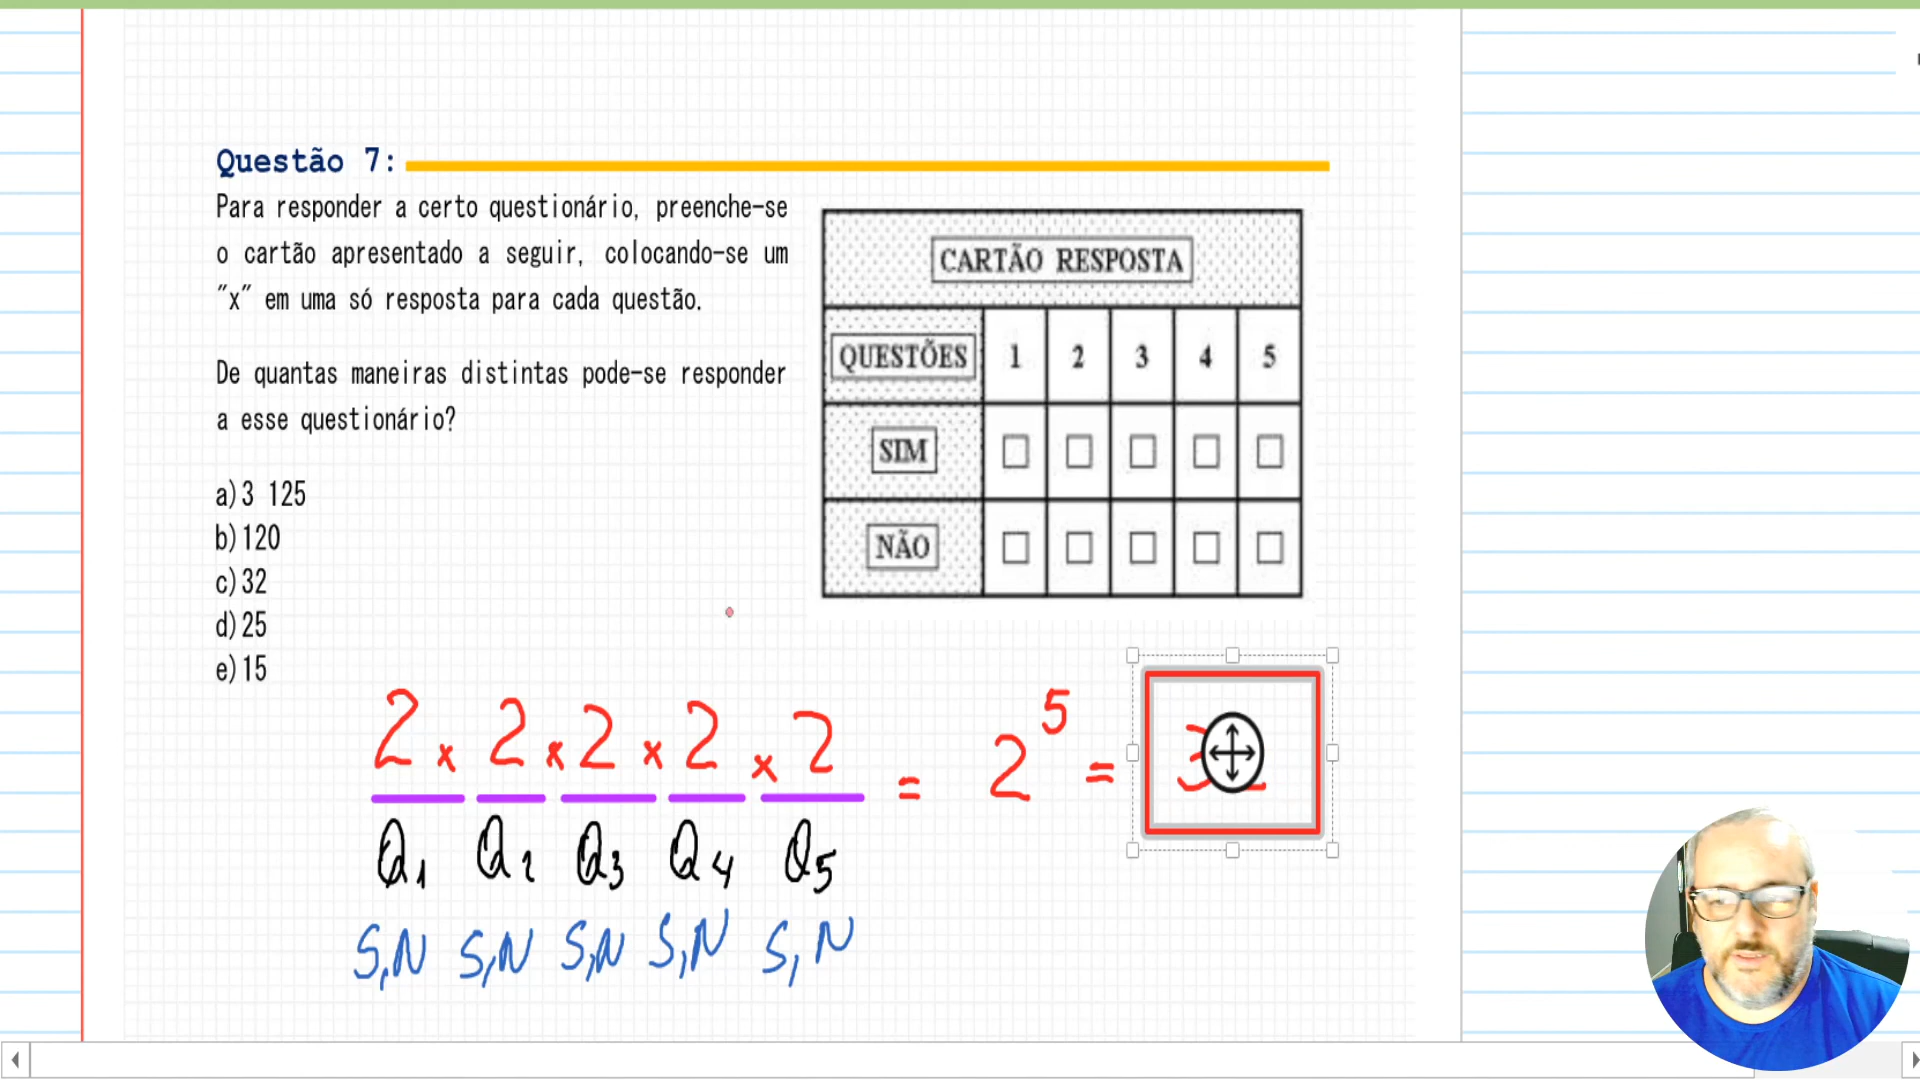 Questão 7:
Para responder a certo questionário, preenche-se
o cartão apresentado a seguir, colocando-se um
"x" em uma só resposta para cada questão.
De quantas maneiras distintas pode-se responder
a esse questionário?
a)3 125
b)120
c)32
d)25
e)15
CARTÃO RESPOSTA
QUESTÕES 1 2 3 4 5
SIM
NÃO
2 x 2 x 2 x 2 x 2 = 2⁵ =
Q1 Q2 Q3 Q4 Q5
S,N S,N S,N S,N S,N